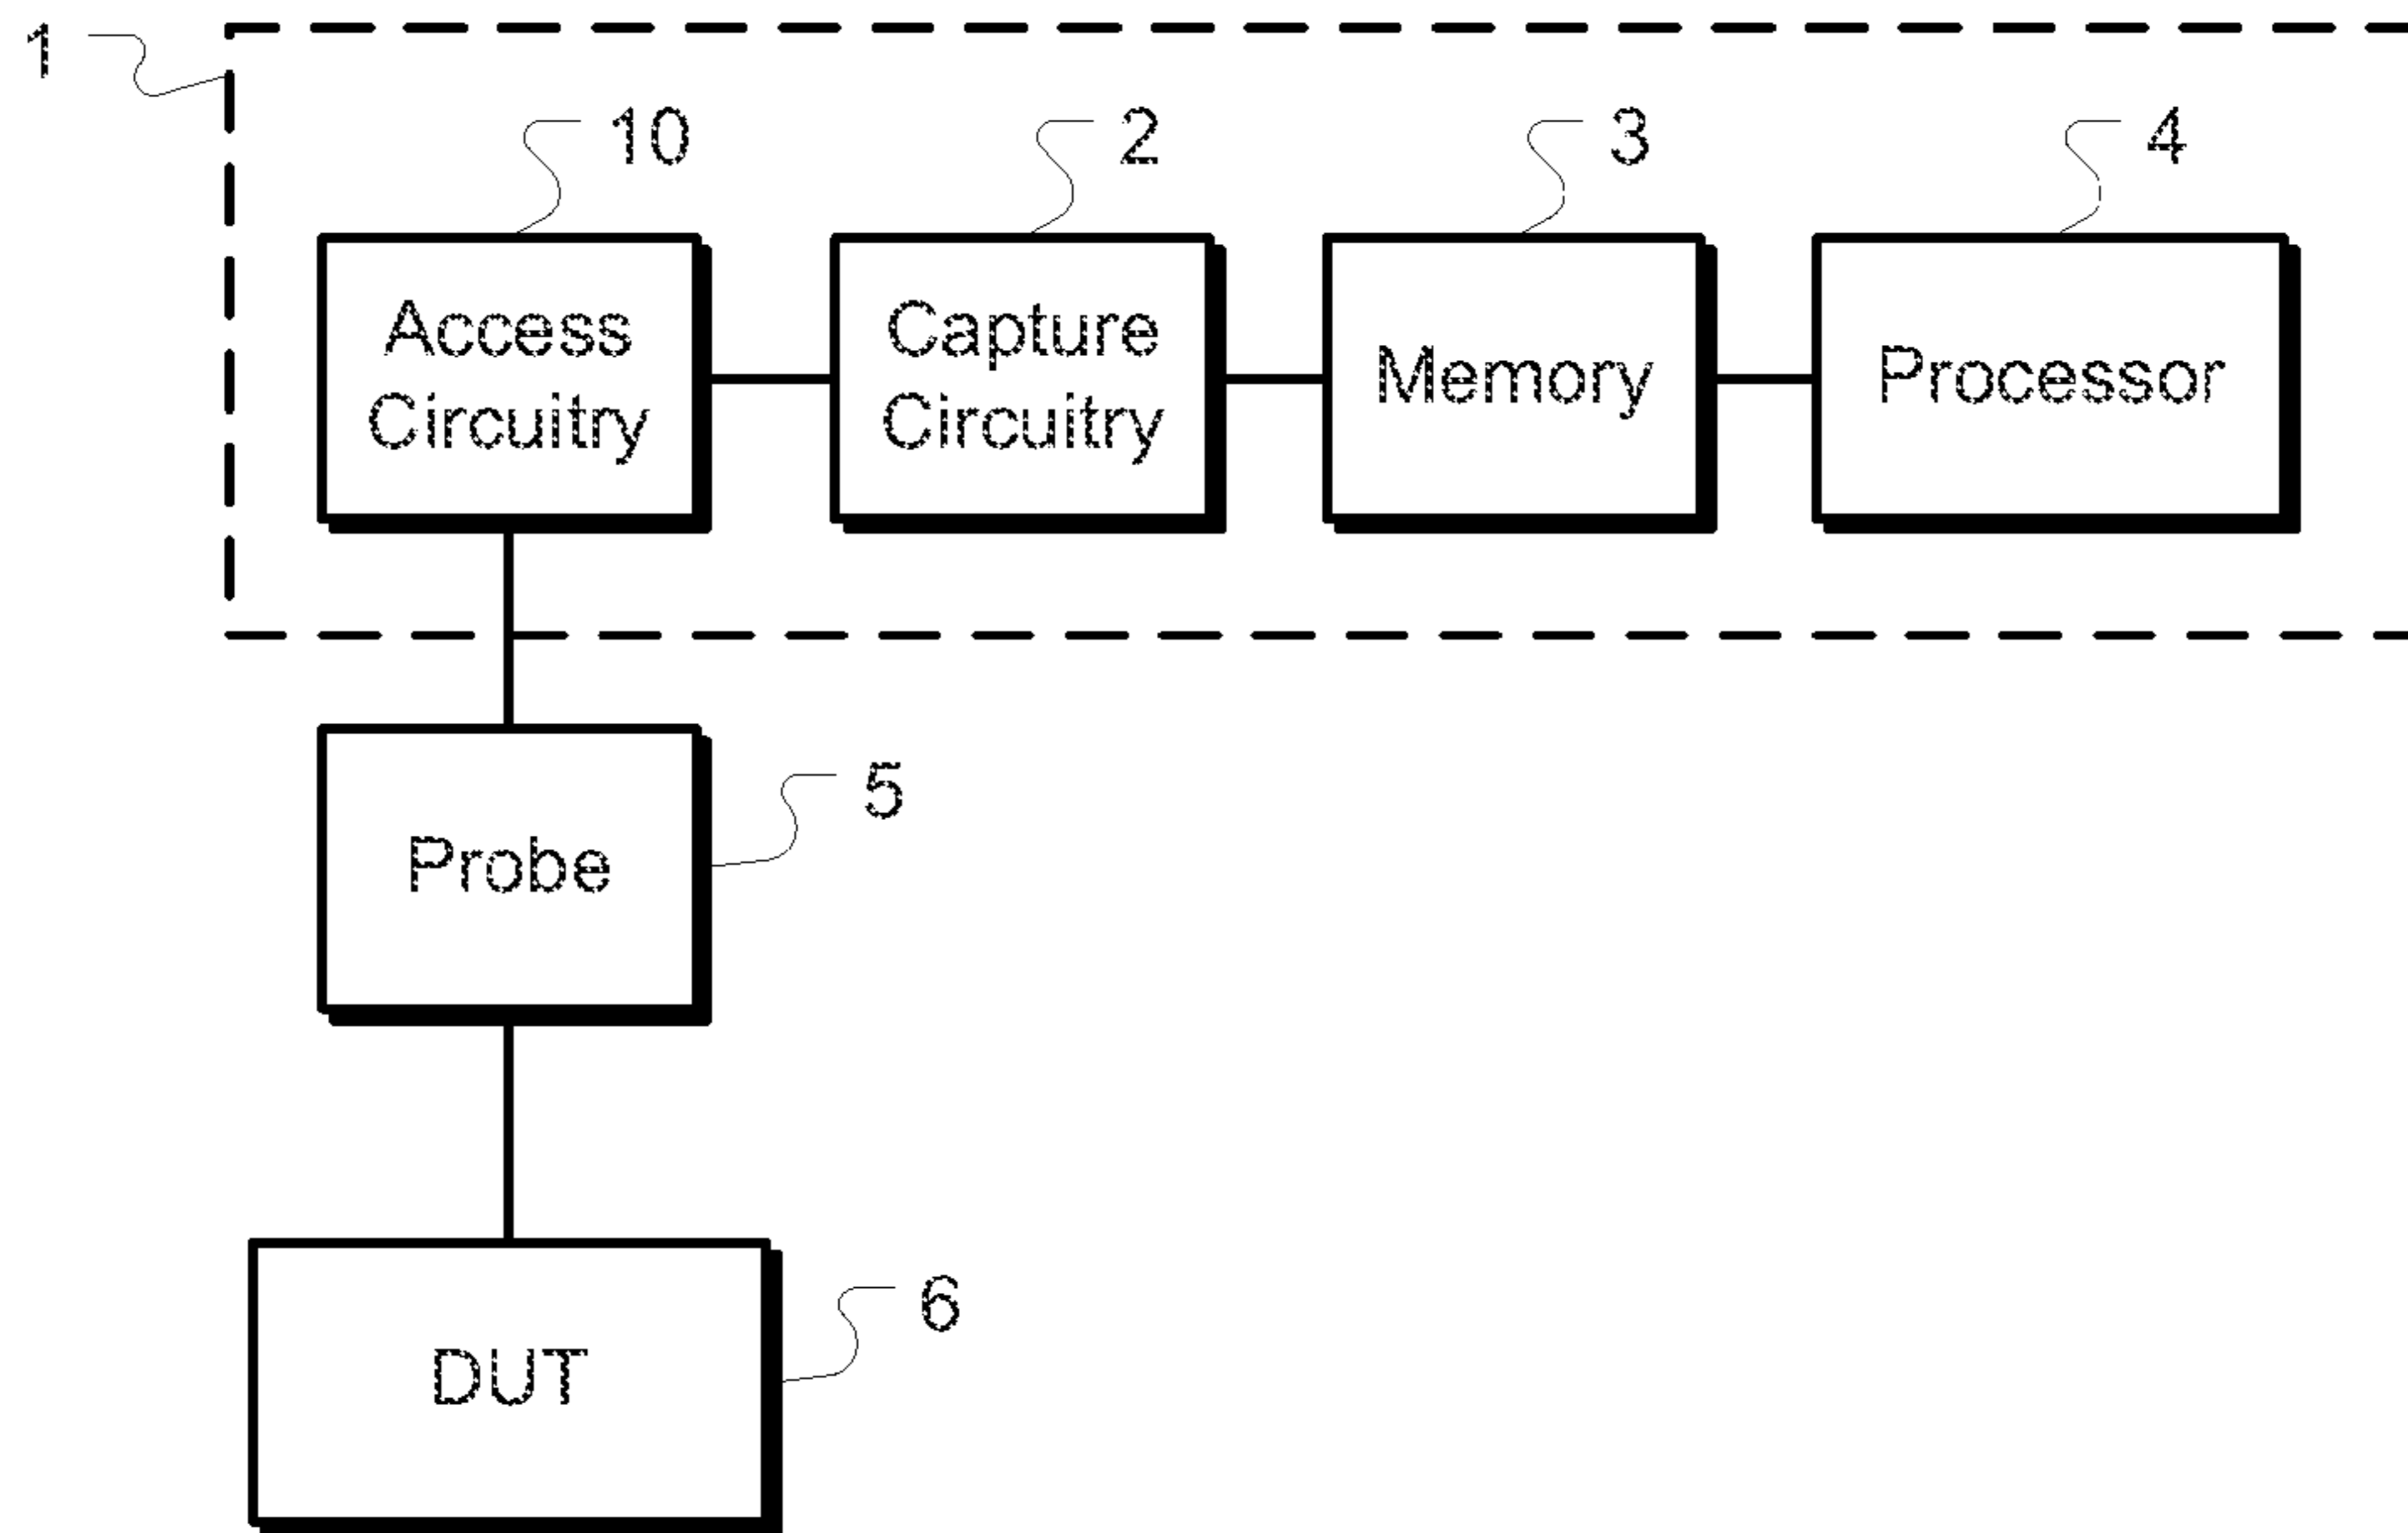 1
10
2
3
4
Access
Circuitry
Capture
Circuitry
Memory
Processor
5
Probe
6
DUT